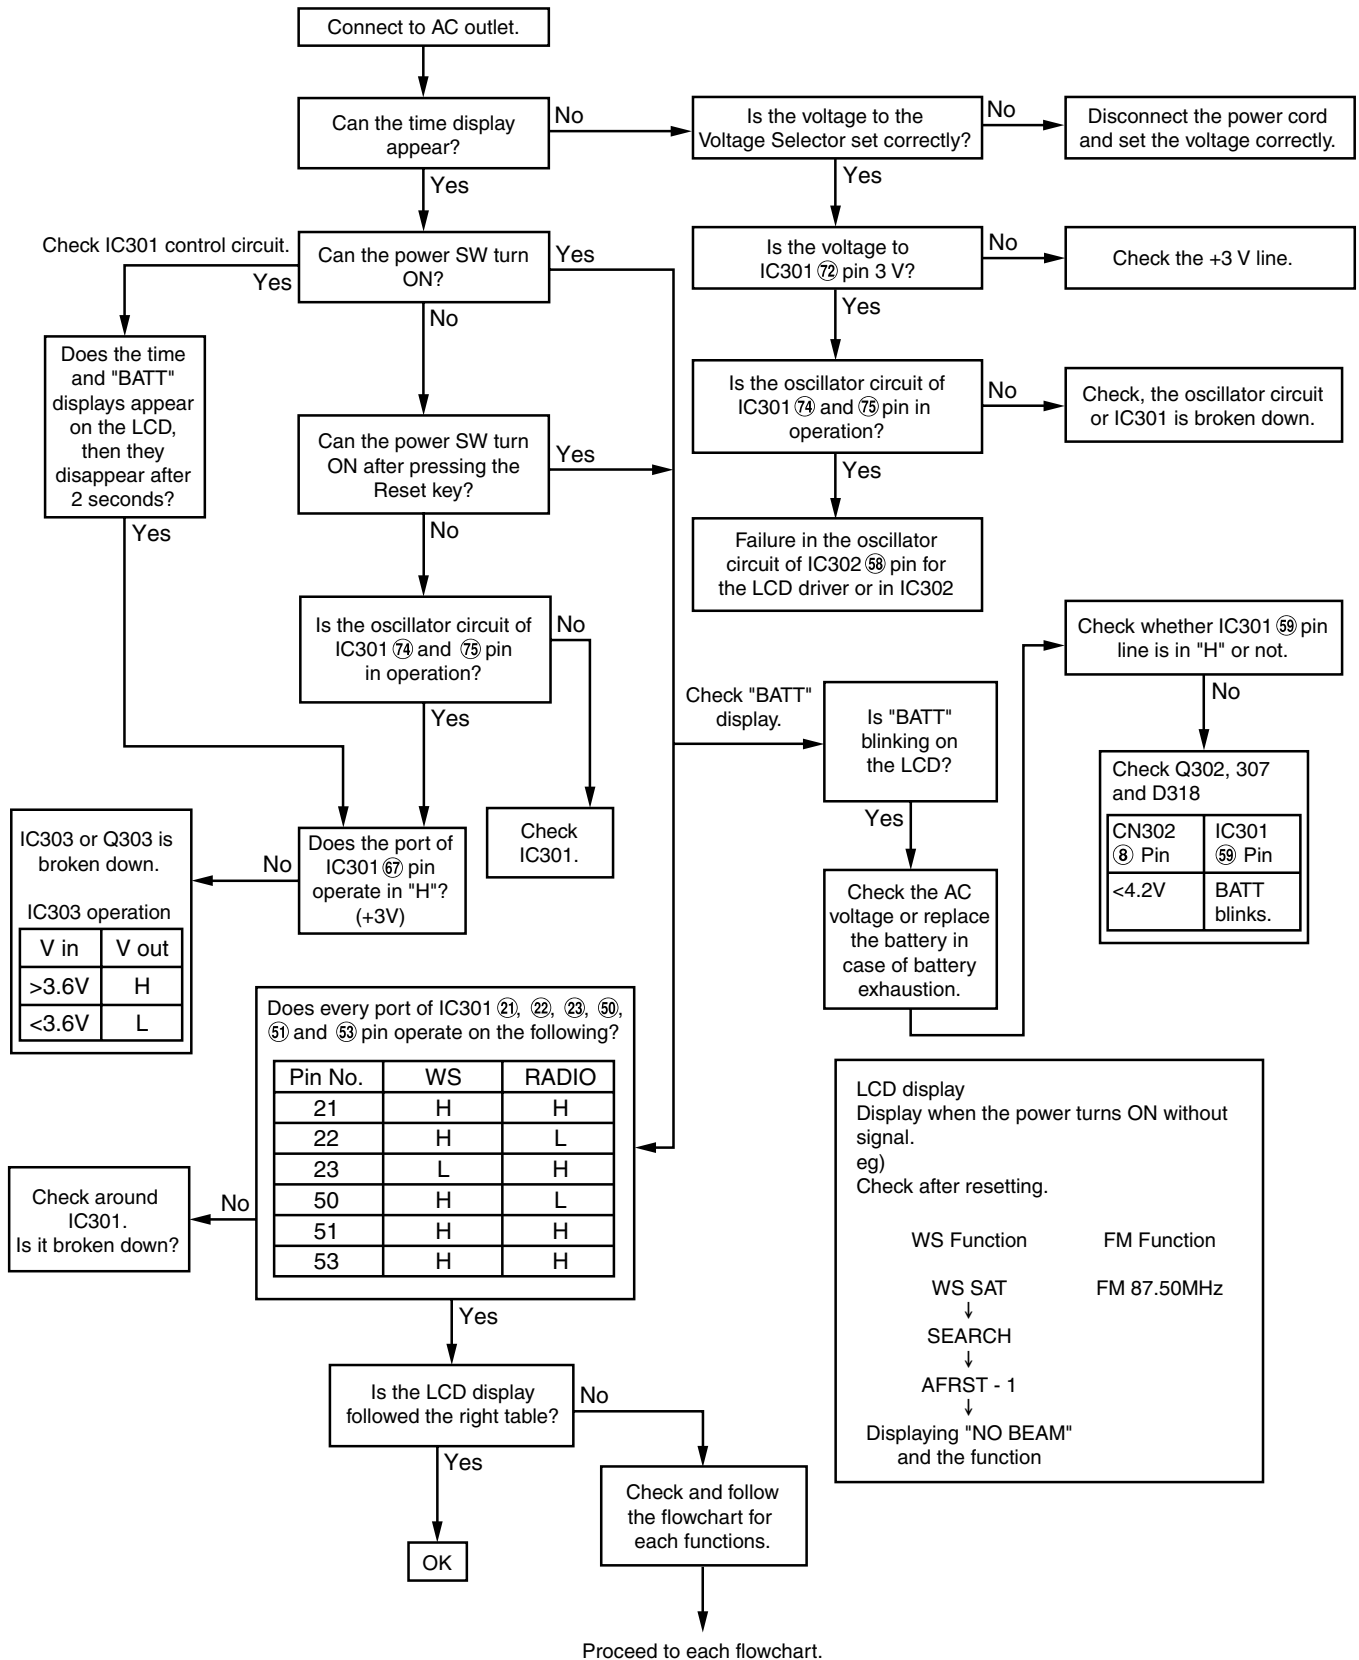 Connect to AC outlet.
Can the time display
appear?
No
Is the voltage to the
Voltage Selector set correctly?
No
Disconnect the power cord
and set the voltage correctly.
Yes
Yes
Check IC301 control circuit.
Yes
Can the power SW turn
ON?
Yes
No
Is the voltage to
IC301 72 pin 3 V?
No
Check the +3 V line.
Yes
Does the time
and "BATT"
displays appear
on the LCD,
then they
disappear after
2 seconds?
Yes
Can the power SW turn
ON after pressing the
Reset key?
Yes
No
Is the oscillator circuit of
IC301 74 and 75 pin in
operation?
No
Check, the oscillator circuit
or IC301 is broken down.
Yes
Failure in the oscillator
circuit of IC302 58 pin for
the LCD driver or in IC302
Is the oscillator circuit of
IC301 74 and 75 pin
in operation?
No
Yes
Check
IC301.
Check "BATT"
display.
Is "BATT"
blinking on
the LCD?
Yes
Check whether IC301 59 pin
line is in "H" or not.
No
Check Q302, 307
and D318
CN302 IC301
8 Pin 59 Pin
<4.2V BATT
blinks.
Check the AC
voltage or replace
the battery in
case of battery
exhaustion.
Does the port of
IC301 67 pin
operate in "H"?
(+3V)
No
IC303 or Q303 is
broken down.
IC303 operation
V in V out
>3.6V H
<3.6V L
Does every port of IC301 21, 22, 23, 50,
51 and 53 pin operate on the following?
Pin No. WS RADIO
21 H H
22 H L
23 L H
50 H L
51 H H
53 H H
No
Check around
IC301.
Is it broken down?
Yes
Is the LCD display
followed the right table?
No
Yes
OK
Check and follow
the flowchart for
each functions.
Proceed to each flowchart.
LCD display
Display when the power turns ON without
signal.
eg)
Check after resetting.
WS Function FM Function
WS SAT FM 87.50MHz
↓
SEARCH
↓
AFRST - 1
↓
Displaying "NO BEAM"
and the function